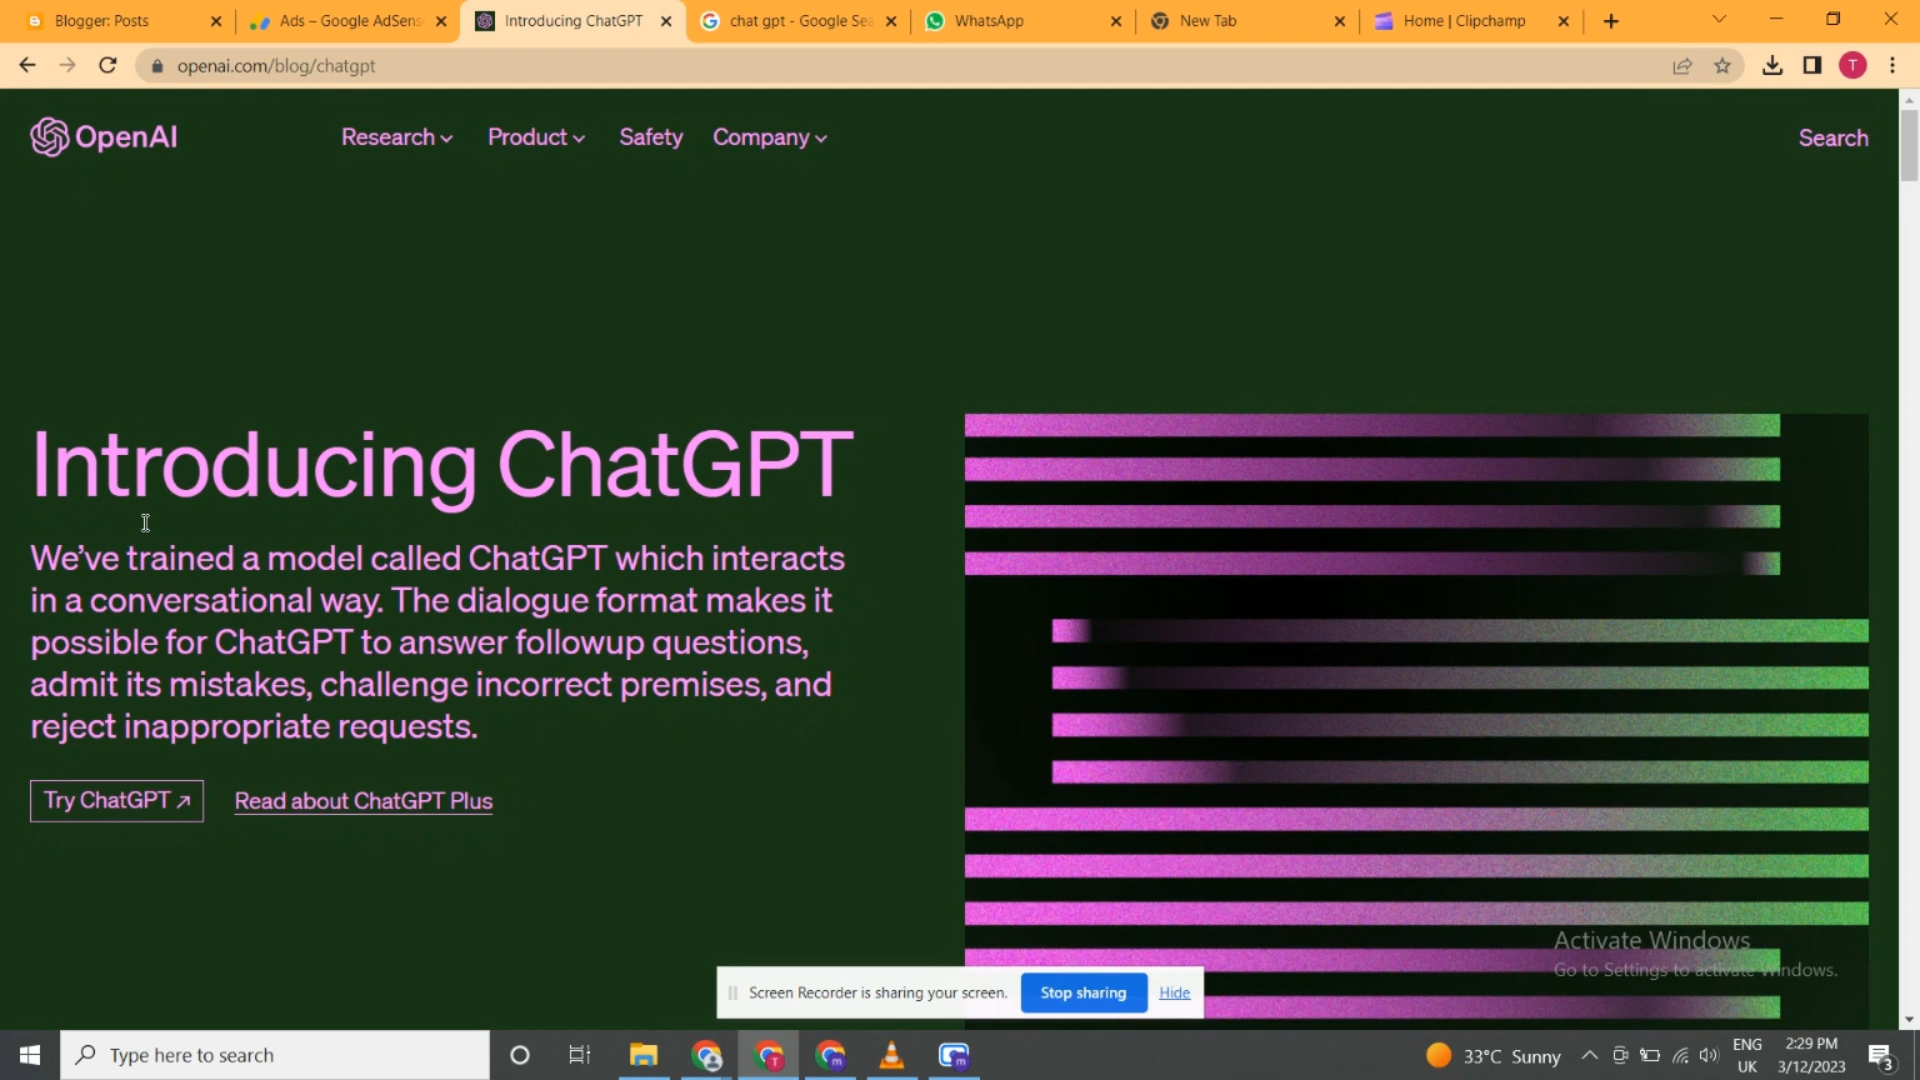 Blogger: Posts
Ads – Google AdSens
Introducing ChatGPT
chat gpt - Google Sea
WhatsApp
New Tab
Home | Clipchamp
openai.com/blog/chatgpt
T
OpenAI
Research
Product
Safety
Company
Search
Introducing ChatGPT
We've trained a model called ChatGPT which interacts
in a conversational way. The dialogue format makes it
possible for ChatGPT to answer followup questions,
admit its mistakes, challenge incorrect premises, and
reject inappropriate requests.
Try ChatGPT ↗
Read about ChatGPT Plus
Activate Windows
Go to Settings to activate Windows.
Screen Recorder is sharing your screen.
Stop sharing
Hide
Type here to search
T
m
m
33°C Sunny
ENG
UK
2:29 PM
3/12/2023
3